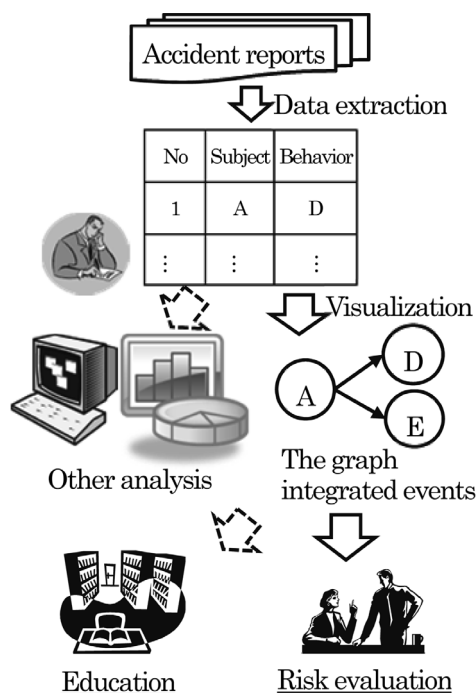 Accident reports
Data extraction
No Subject Behavior
1 A D
⋮ ⋮ ⋮
Visualization
A
D
E
The graph
integrated events
Other analysis
Education
Risk evaluation